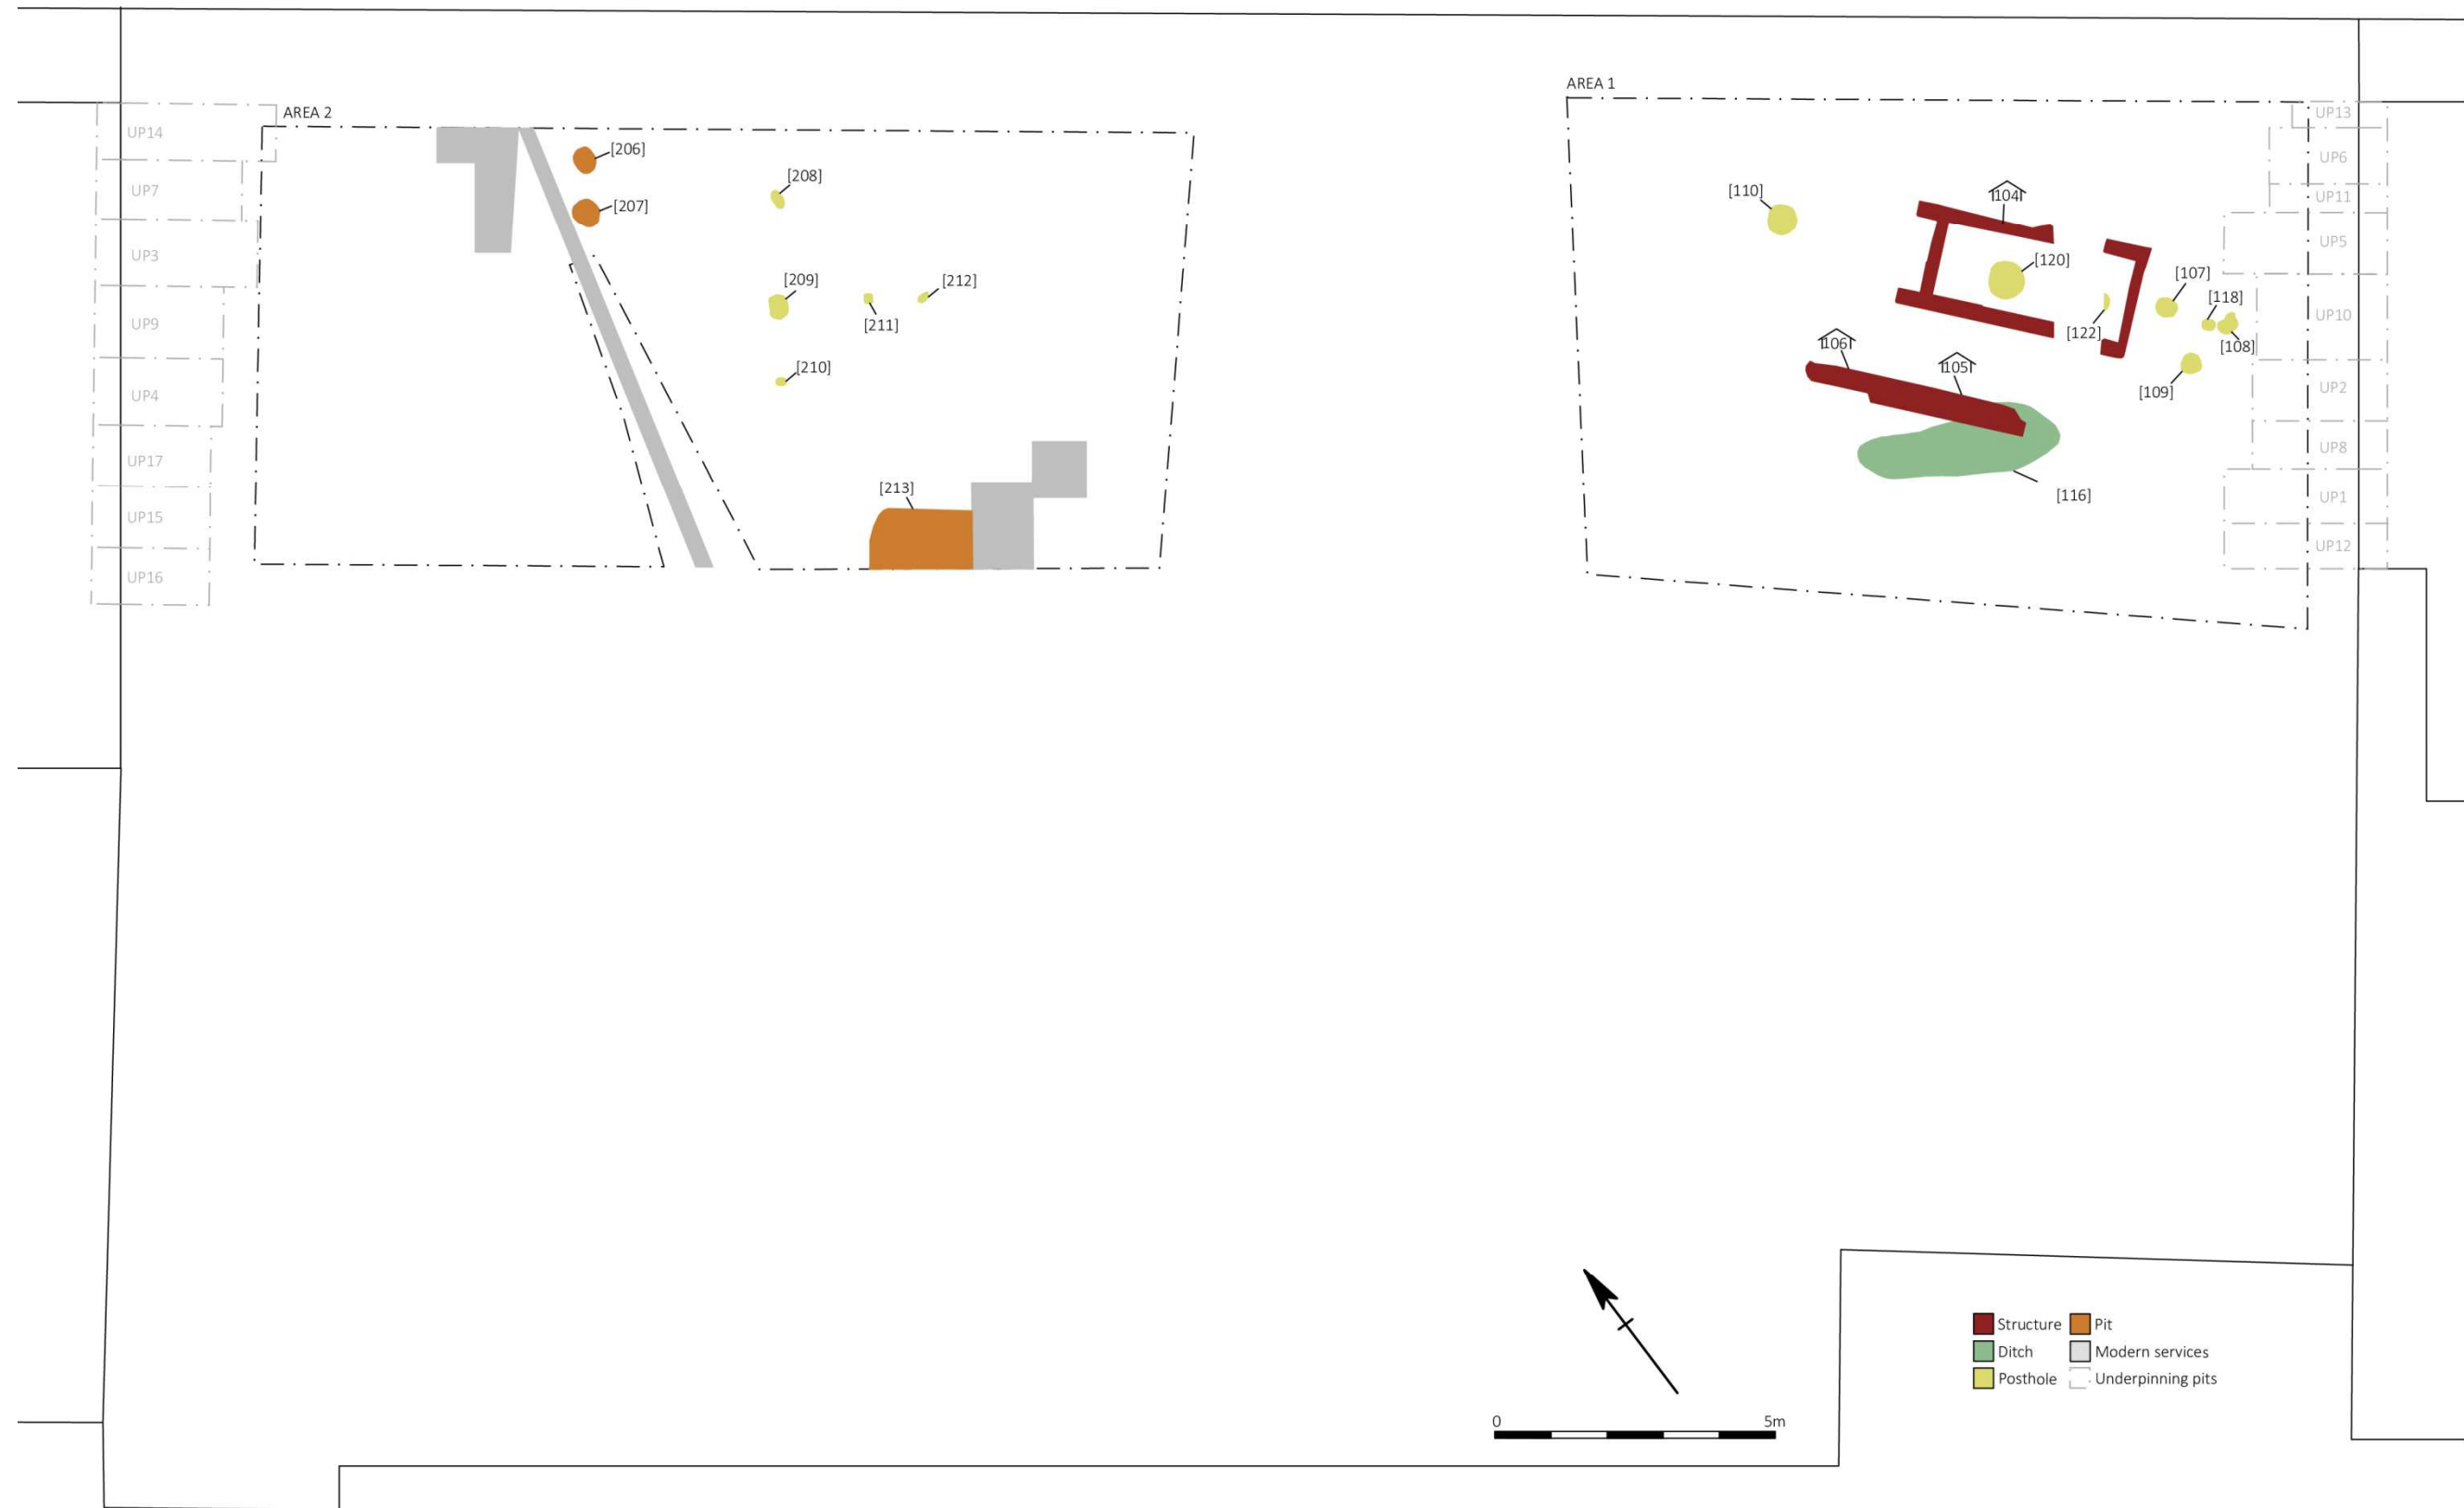 AREA 1
AREA 2
UP14
UP7
UP3
UP9
UP4
UP17
UP15
UP16
[206]
[207]
[208]
[209]
[212]
[211]
[210]
[213]
[110]
104
[120]
[107]
[118]
[122]
[108]
106
105
[109]
[116]
UP13
UP6
UP11
UP5
UP10
UP2
UP8
UP1
UP12
0 5m
Structure Pit
Ditch Modern services
Posthole Underpinning pits